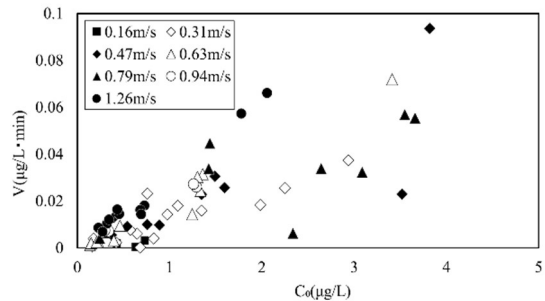 0.1
0.08
0.06
0.04
0.02
0
V(μg/L・min)
0.16m/s 0.31m/s
0.47m/s 0.63m/s
0.79m/s 0.94m/s
1.26m/s
0 1 2 3 4 5
C₀(μg/L)